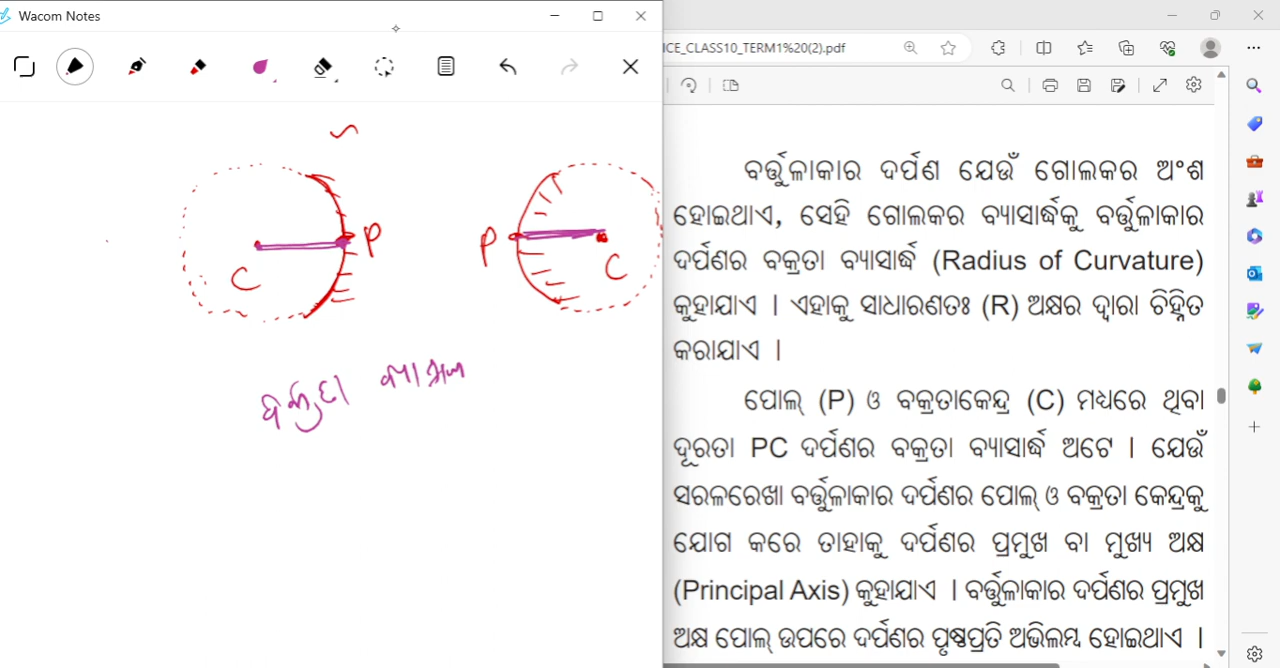 Wacom Notes
ICE_CLASS10_TERM1%20(2).pdf
P
C
P
C
ବକ୍ରତା
ବର୍ତ୍ତୁଳାକାର ଦର୍ପଣ ଯେଉଁ ଗୋଲକର ଅଂଶ
ହୋଇଥାଏ, ସେହି ଗୋଲକର ବ୍ୟାସାର୍ଦ୍ଧକୁ ବର୍ତ୍ତୁଳାକାର
ଦର୍ପଣର ବକ୍ରତା ବ୍ୟାସାର୍ଦ୍ଧ (Radius of Curvature)
କୁହାଯାଏ । ଏହାକୁ ସାଧାରଣତଃ (R) ଅକ୍ଷର ଦ୍ୱାରା ଚିହ୍ନିତ
କରାଯାଏ ।
ପୋଲ୍ (P) ଓ ବକ୍ରତାକେନ୍ଦ୍ର (C) ମଧ୍ୟରେ ଥିବା
ଦୂରତା PC ଦର୍ପଣର ବକ୍ରତା ବ୍ୟାସାର୍ଦ୍ଧ ଅଟେ । ଯେଉଁ
ସରଳରେଖା ବର୍ତ୍ତୁଳାକାର ଦର୍ପଣର ପୋଲ୍ ଓ ବକ୍ରତା କେନ୍ଦ୍ରକୁ
ଯୋଗ କରେ ତାହାକୁ ଦର୍ପଣର ପ୍ରମୁଖ ବା ମୁଖ୍ୟ ଅକ୍ଷ
(Principal Axis) କୁହାଯାଏ । ବର୍ତ୍ତୁଳାକାର ଦର୍ପଣର ପ୍ରମୁଖ
ଅକ୍ଷ ପୋଲ୍ ଉପରେ ଦର୍ପଣର ପୃଷ୍ଠପ୍ରତି ଅଭିଲମ୍ବ ହୋଇଥାଏ ।